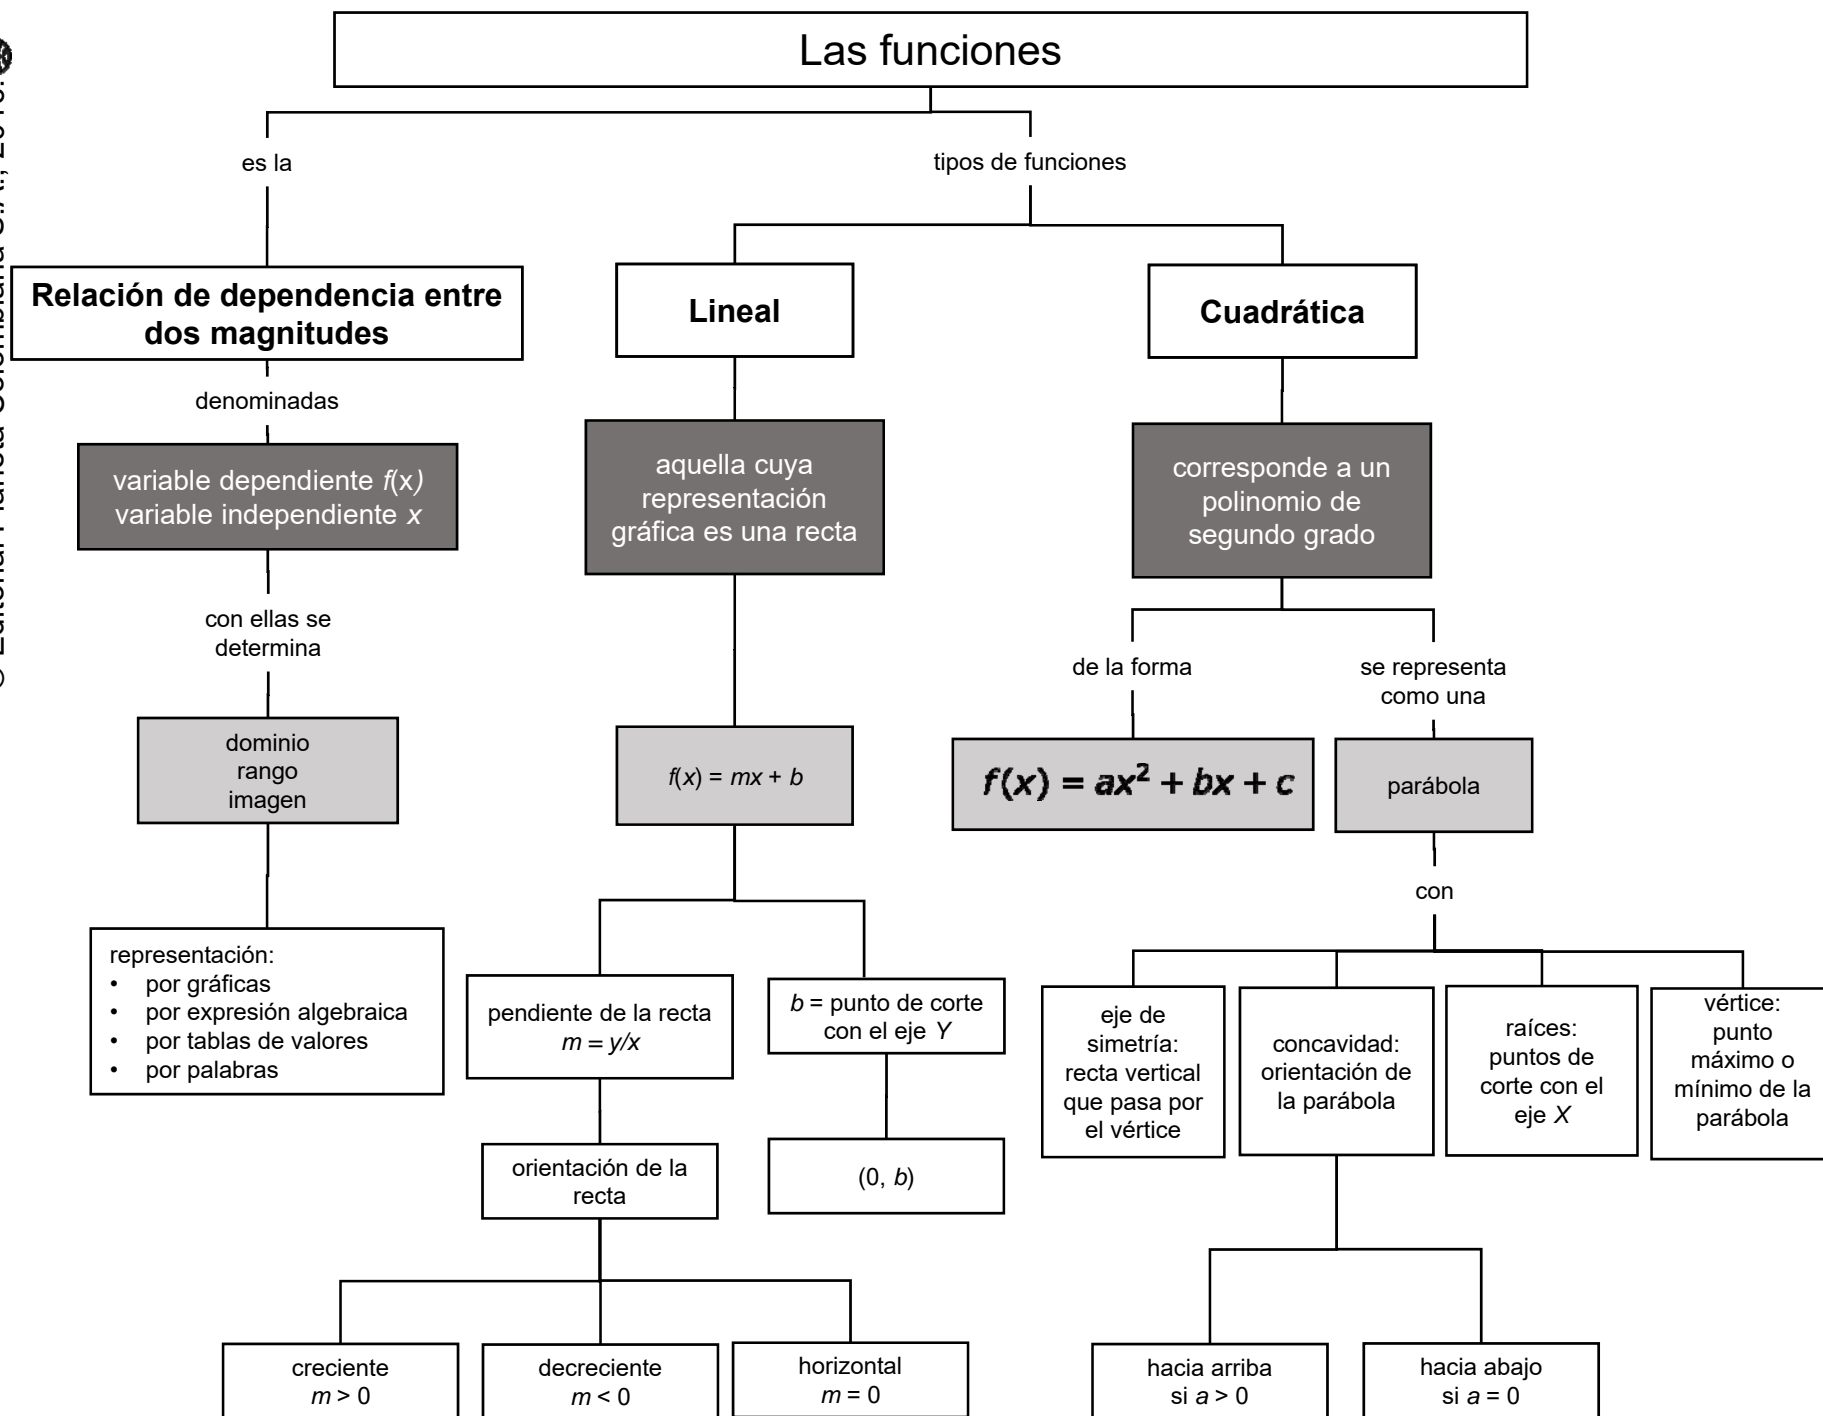 Las funciones
es la
tipos de funciones
Relación de dependencia entre
dos magnitudes
Lineal
Cuadrática
denominadas
variable dependiente f(x)
variable independiente x
aquella cuya
representación
gráfica es una recta
corresponde a un
polinomio de
segundo grado
con ellas se
determina
de la forma
se representa
como una
dominio
rango
imagen
f(x) = mx + b
f(x) = ax² + bx + c
parábola
con
representación:
• por gráficas
• por expresión algebraica
• por tablas de valores
• por palabras
pendiente de la recta
m = y/x
b = punto de corte
con el eje Y
eje de
simetría:
recta vertical
que pasa por
el vértice
concavidad:
orientación de
la parábola
raíces:
puntos de
corte con el
eje X
vértice:
punto
máximo o
mínimo de la
parábola
orientación de la
recta
(0, b)
creciente
m > 0
decreciente
m < 0
horizontal
m = 0
hacia arriba
si a > 0
hacia abajo
si a = 0